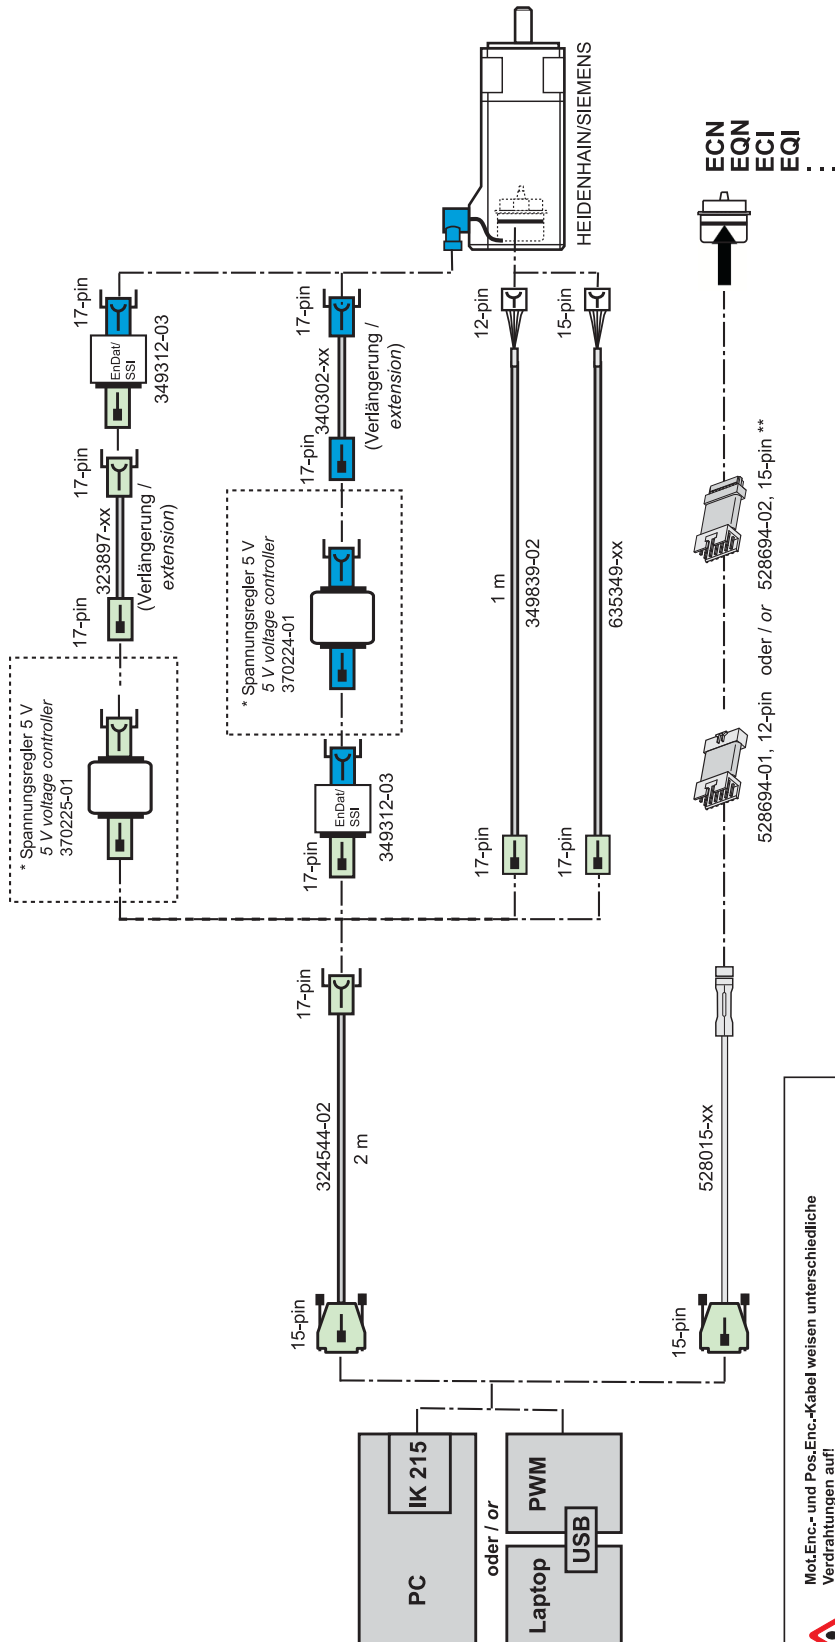 HEIDENHAIN/SIEMENS
ECN
EQN
ECI
EQI
. . .
17-pin
EnDat/
SSI
349312-03
17-pin
323897-xx
(Verlängerung /
extension)
17-pin
* Spannungsregler 5 V
5 V voltage controller
370225-01
17-pin
340302-xx
(Verlängerung /
extension)
17-pin
* Spannungsregler 5 V
5 V voltage controller
370224-01
EnDat/
SSI
349312-03
17-pin
12-pin
1 m
349839-02
17-pin
15-pin
635349-xx
17-pin
528694-01, 12-pin oder / or 528694-02, 15-pin **
17-pin
324544-02
2 m
15-pin
528015-xx
15-pin
PC
IK 215
oder / or
Laptop
USB
PWM
Mot.Enc.- und Pos.Enc.-Kabel weisen unterschiedliche
Verdrahtungen auf!